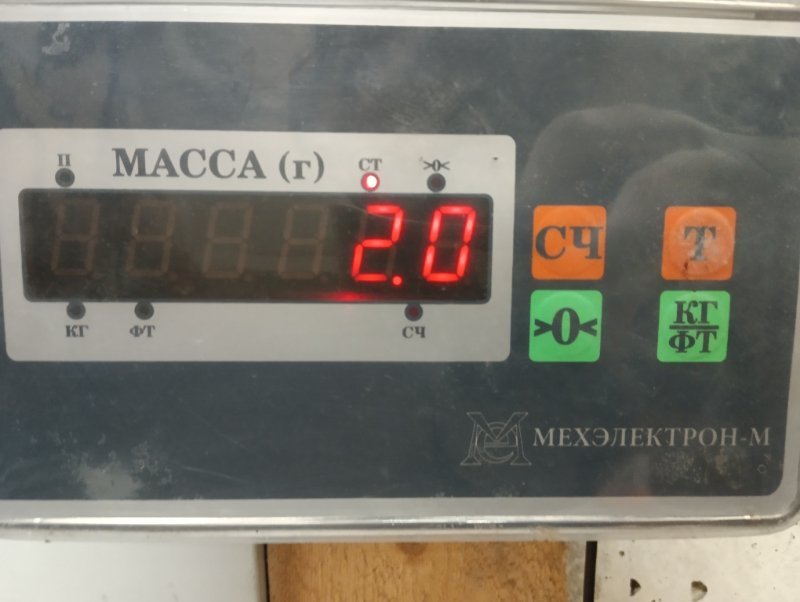 П МАССА (г) СТ >0<
2.0
КГ ФТ СЧ
СЧ Т
>0< КГ
ФТ
МЕХЭЛЕКТРОН-М